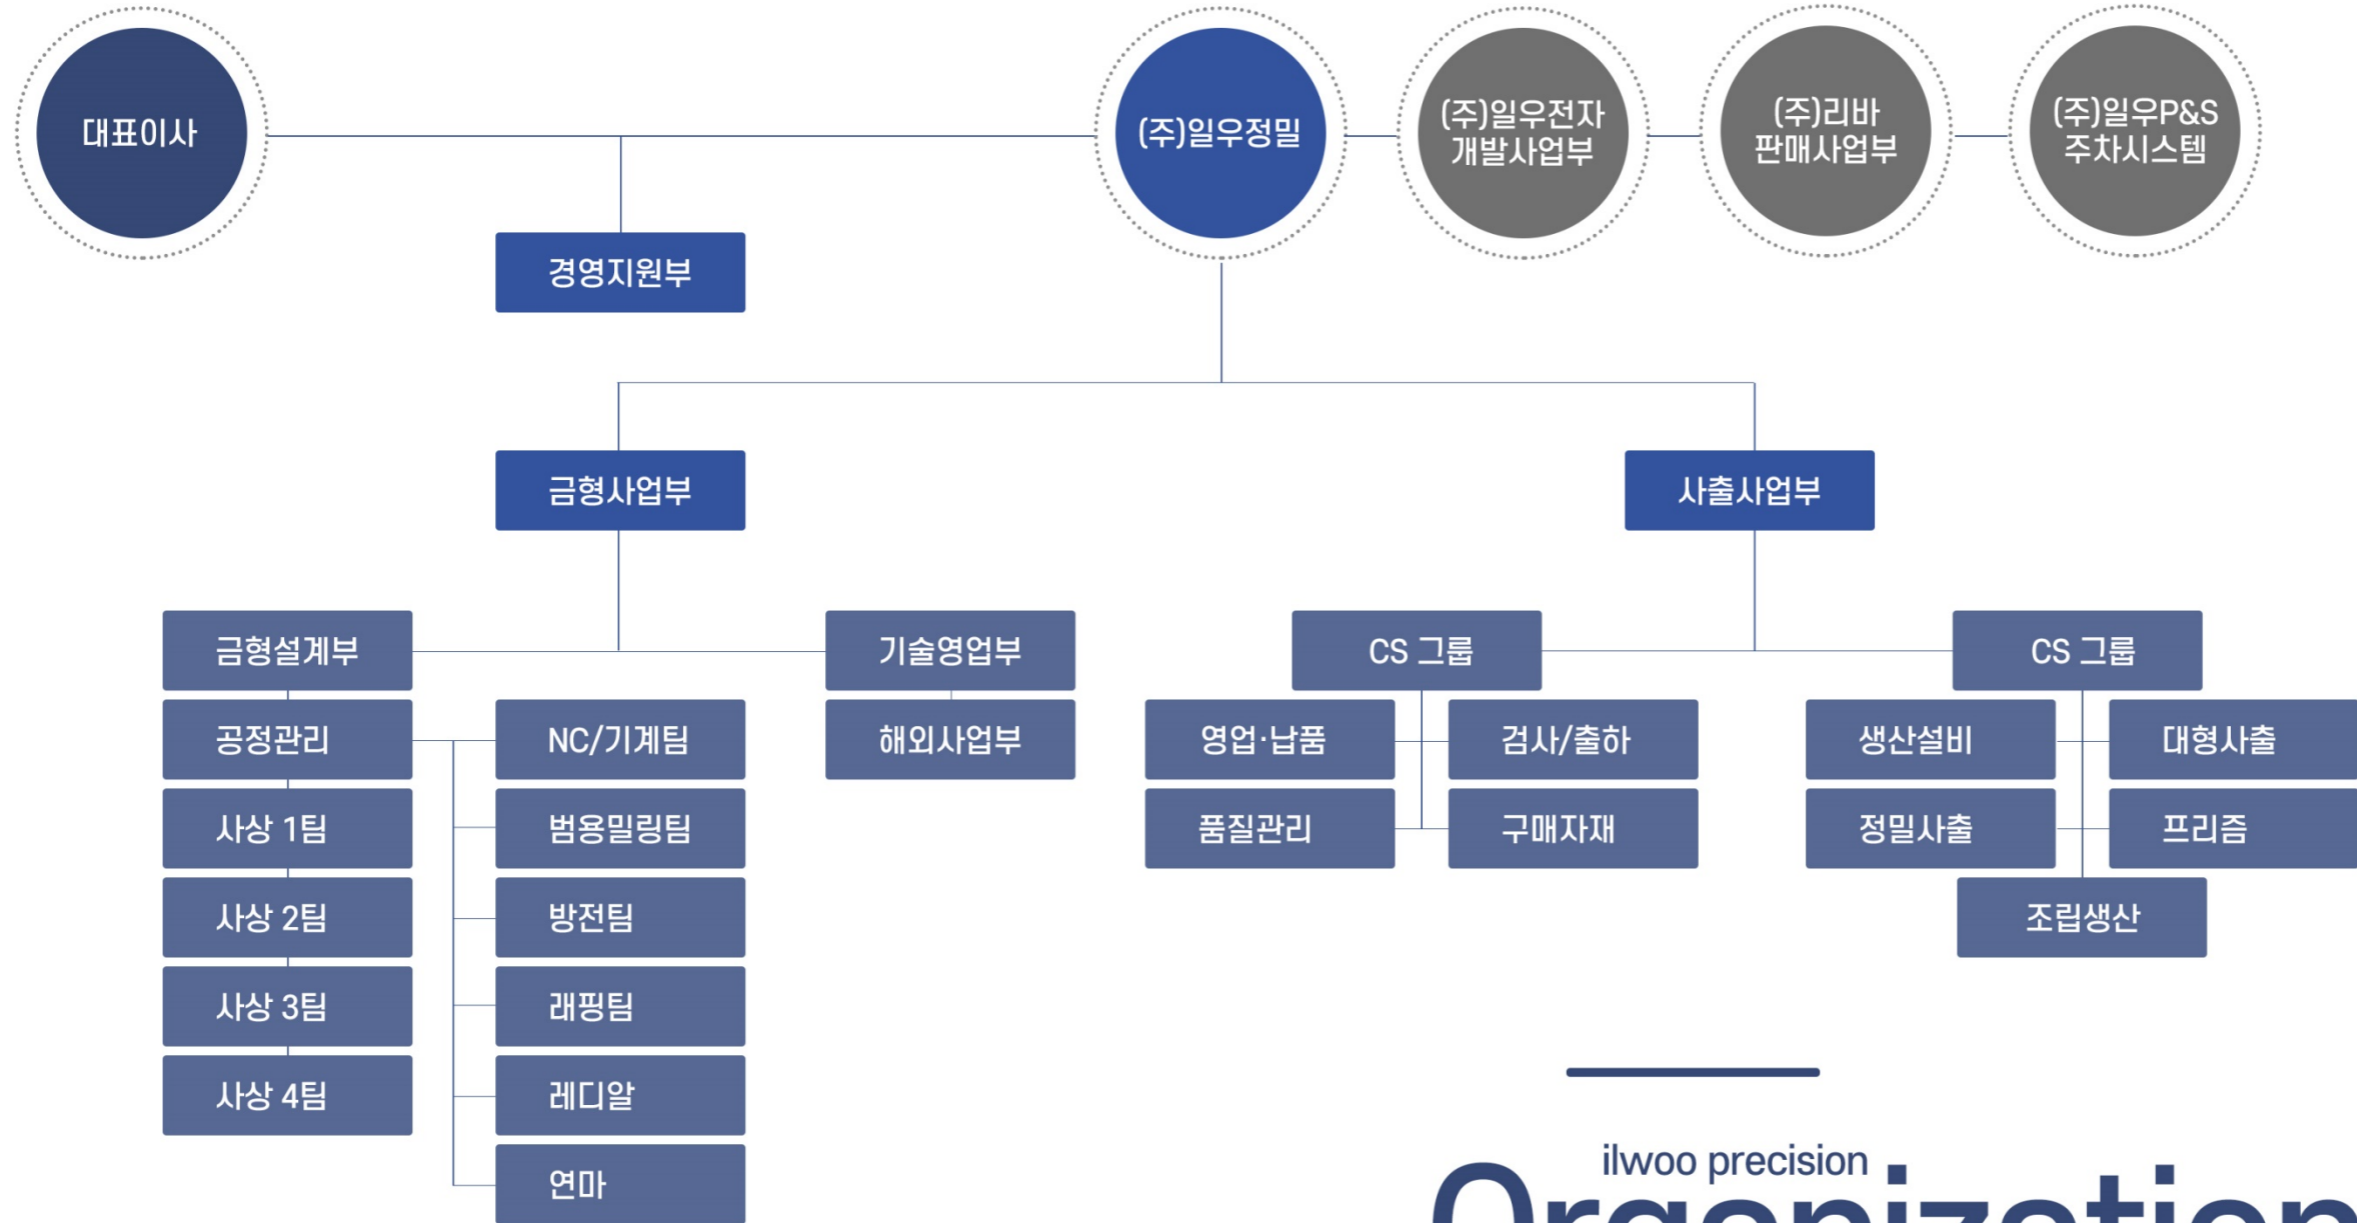 대표이사
(주)일우정밀
(주)일우전자
개발사업부
(주)리바
판매사업부
(주)일우P&S
주차시스템
경영지원부
금형사업부
사출사업부
금형설계부
기술영업부
CS 그룹
CS 그룹
공정관리
NC/기계팀
해외사업부
영업·납품
검사/출하
생산설비
대형사출
사상 1팀
범용밀링팀
품질관리
구매자재
정밀사출
프리즘
사상 2팀
방전팀
조립생산
사상 3팀
래핑팀
사상 4팀
레디알
연마
ilwoo precision
Organization